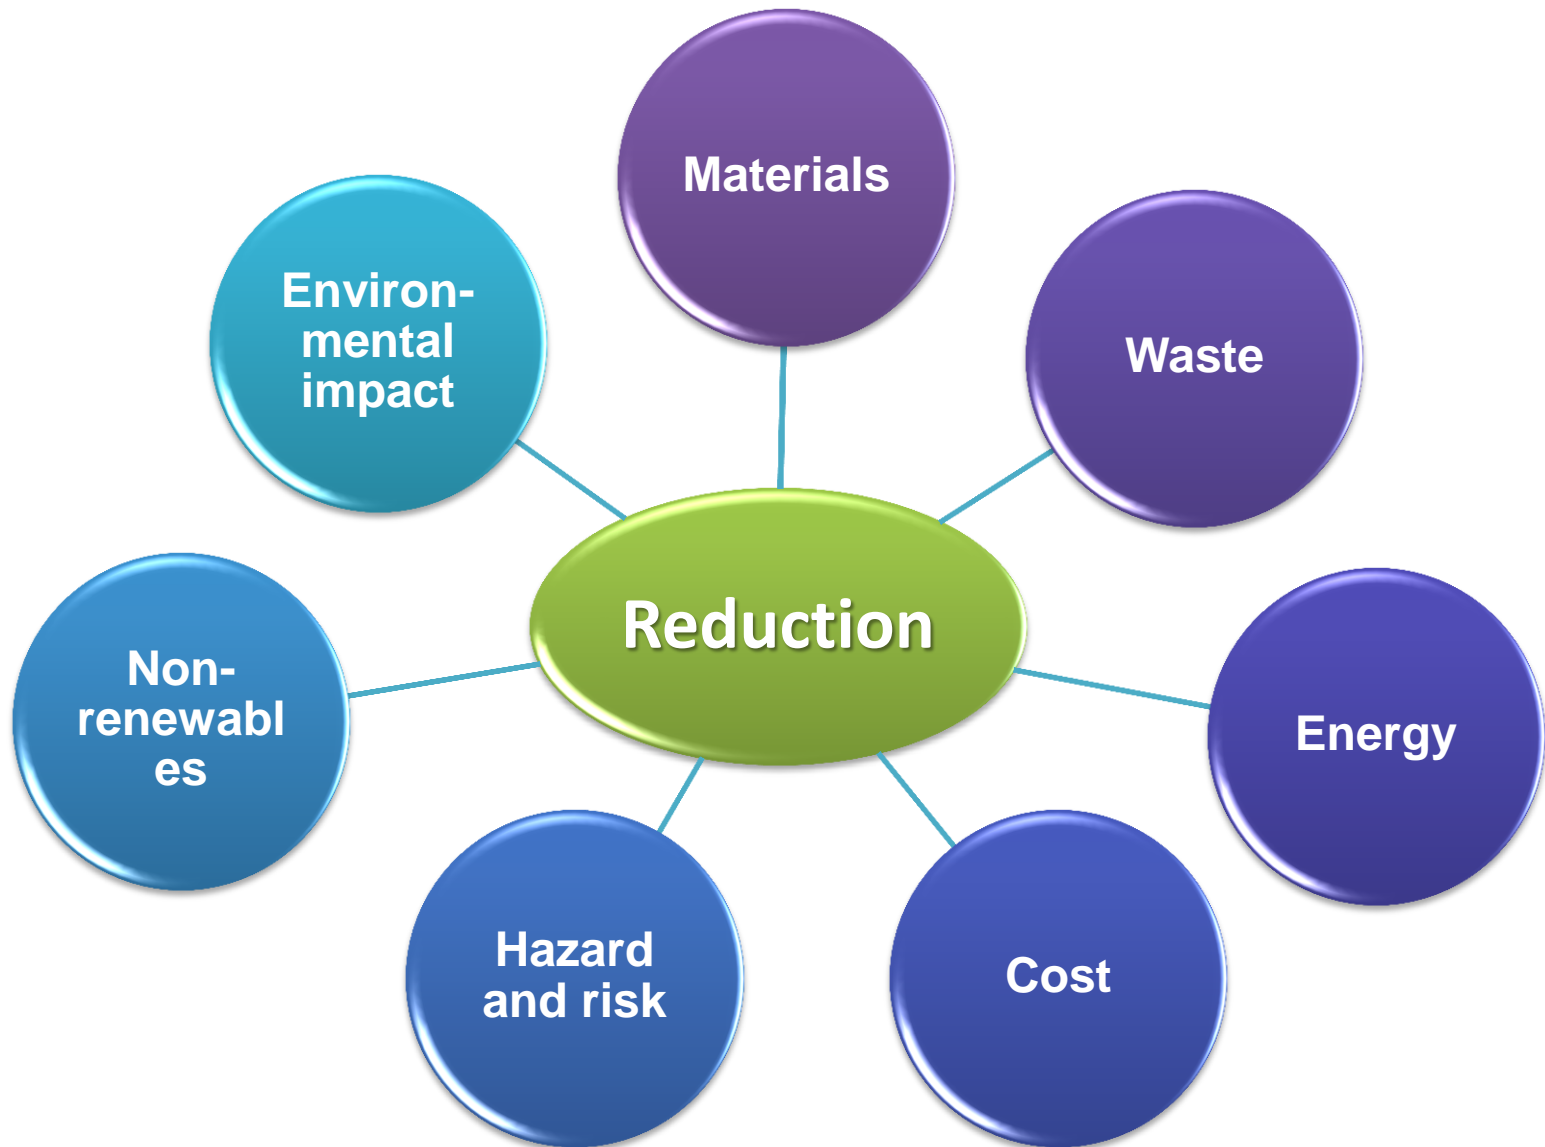 Materials
Waste
Environ-
mental
impact
Reduction
Non-
renewabl
es
Energy
Hazard
and risk
Cost